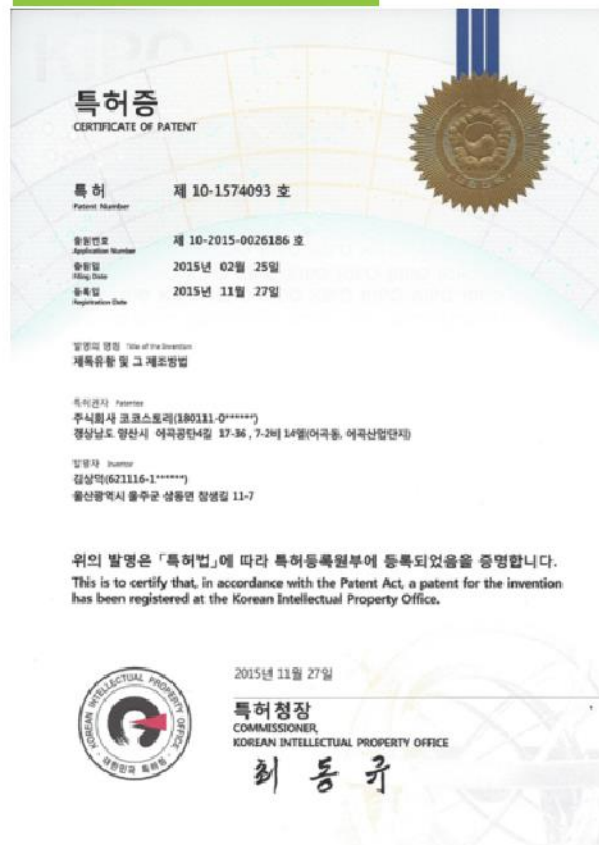 KIPO
특허증
CERTIFICATE OF PATENT
특허 제 10-1574093 호
Patent Number
출원번호 제 10-2015-0026186 호
Application Number
출원일 2015년 02월 25일
Filing Date
등록일 2015년 11월 27일
Registration Date
발명의 명칭 Title of the Invention
제독유황 및 그 제조방법
특허권자 Patentee
주식회사 코코스토리(180111-0******)
경상남도 양산시 어곡공단4길 17-36 , 7-2비 14엘(어곡동, 어곡산업단지)
발명자 Inventor
김상덕(621116-1******)
울산광역시 울주군 삼동면 참샘길 11-7
위의 발명은 「특허법」에 따라 특허등록원부에 등록되었음을 증명합니다.
This is to certify that, in accordance with the Patent Act, a patent for the invention
has been registered at the Korean Intellectual Property Office.
2015년 11월 27일
특허청장
COMMISSIONER,
KOREAN INTELLECTUAL PROPERTY OFFICE
최동규
KOREAN INTELLECTUAL PROPERTY OFFICE
대한민국 특허청